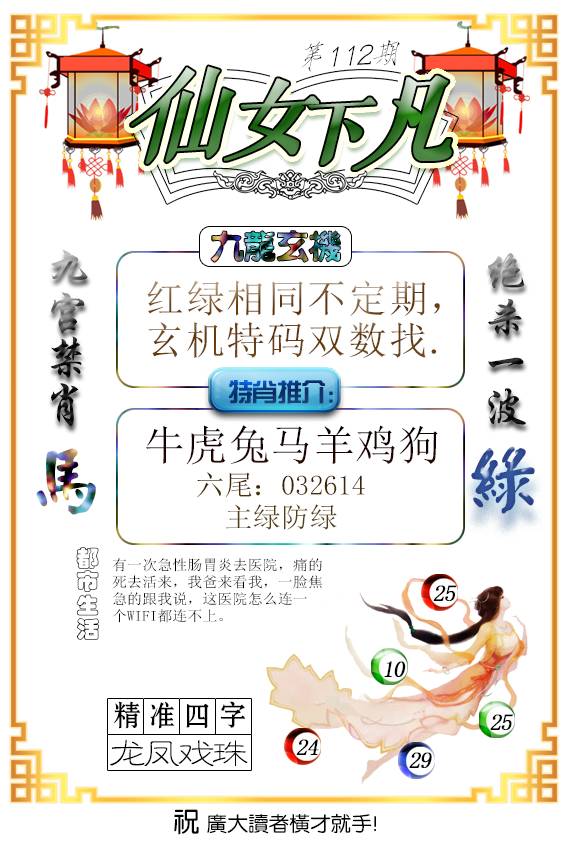 第112期
仙女下凡
九龍玄機
红绿相同不定期，
玄机特码双数找.
九宫禁肖
馬
绝杀一波
綠
特肖推介:
牛虎兔马羊鸡狗
六尾：032614
主绿防绿
都市生活
有一次急性肠胃炎去医院，痛的
死去活来，我爸来看我，一脸焦
急的跟我说，这医院怎么连一
个WIFI都连不上。
25
10
25
24
29
精准四字
龙凤戏珠
祝 廣大讀者橫才就手!